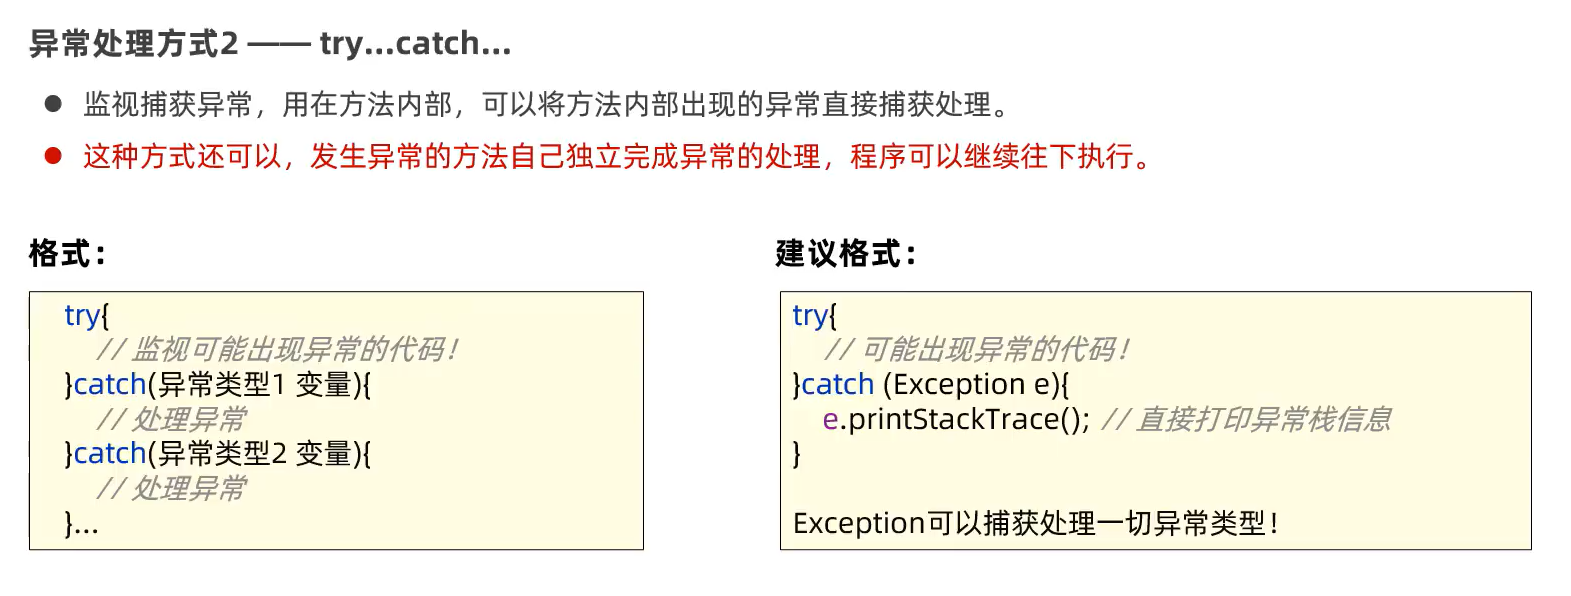 异常处理方式2 —— try…catch…
● 监视捕获异常，用在方法内部，可以将方法内部出现的异常直接捕获处理。
● 这种方式还可以，发生异常的方法自己独立完成异常的处理，程序可以继续往下执行。
格式：
try{
// 监视可能出现异常的代码！
}catch(异常类型1 变量){
// 处理异常
}catch(异常类型2 变量){
// 处理异常
}...
建议格式：
try{
// 可能出现异常的代码！
}catch (Exception e){
e.printStackTrace(); // 直接打印异常栈信息
}
Exception可以捕获处理一切异常类型！